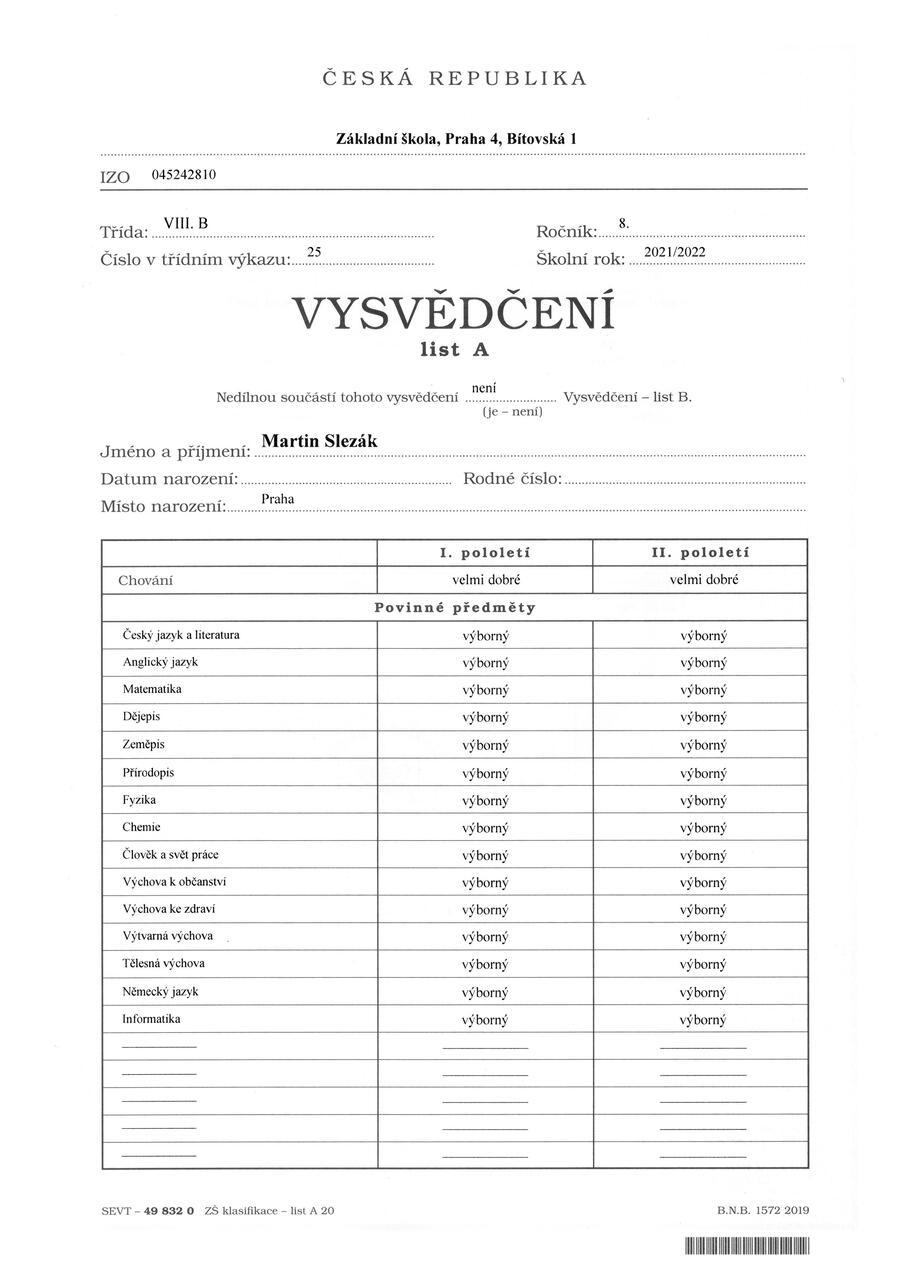 ČESKÁ REPUBLIKA
Základní škola, Praha 4, Bítovská 1
IZO 045242810
Třída: VIII. B Ročník: 8.
Číslo v třídním výkazu: 25 Školní rok: 2021/2022
VYSVĚDČENÍ
list A
Nedílnou součástí tohoto vysvědčení není Vysvědčení – list B.
(je – není)
Jméno a příjmení: Martin Slezák
Datum narození: Rodné číslo:
Místo narození: Praha
I. pololetí II. pololetí
Chování velmi dobré velmi dobré
Povinné předměty
Český jazyk a literatura výborný výborný
Anglický jazyk výborný výborný
Matematika výborný výborný
Dějepis výborný výborný
Zeměpis výborný výborný
Přírodopis výborný výborný
Fyzika výborný výborný
Chemie výborný výborný
Člověk a svět práce výborný výborný
Výchova k občanství výborný výborný
Výchova ke zdraví výborný výborný
Výtvarná výchova výborný výborný
Tělesná výchova výborný výborný
Německý jazyk výborný výborný
Informatika výborný výborný
SEVT – 49 832 0 ZŠ klasifikace – list A 20 B.N.B. 1572 2019